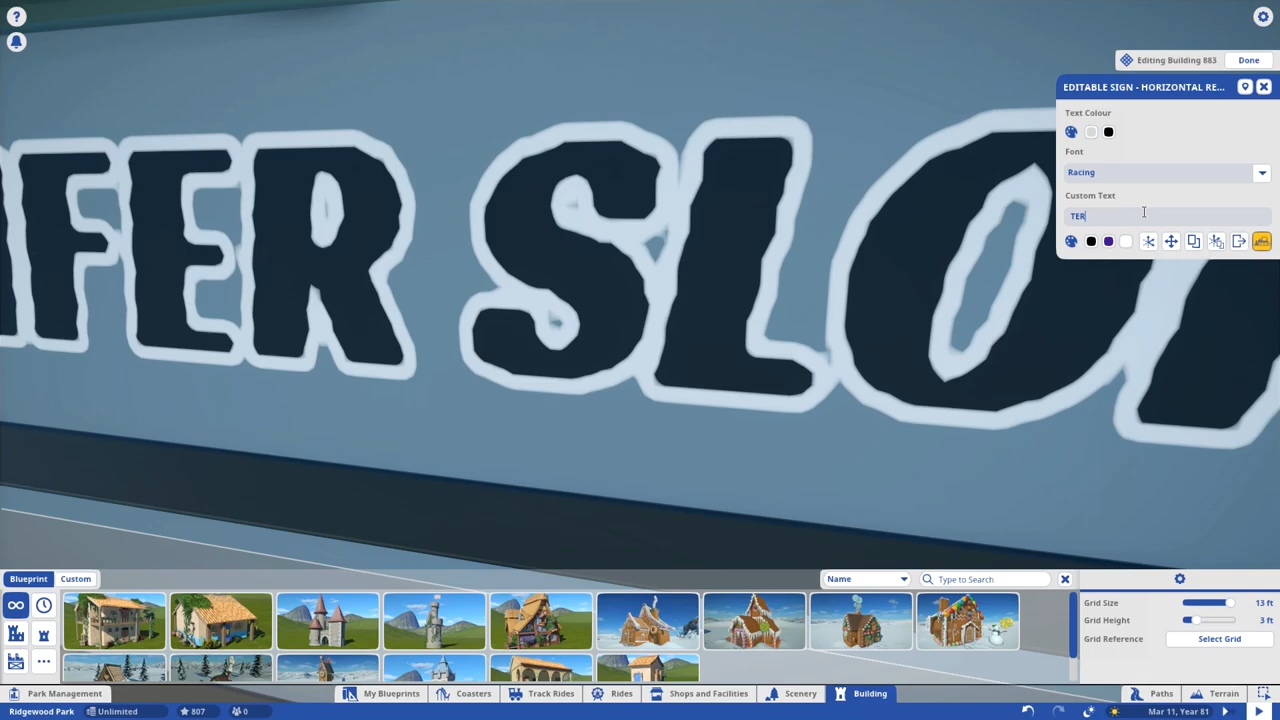 ?
Editing Building 883
Done
EDITABLE SIGN - HORIZONTAL RE...
Text Colour
Font
Racing
Custom Text
TER
FER SLO
Blueprint
Custom
Name
Type to Search
Grid Size
13 ft
Grid Height
3 ft
Grid Reference
Select Grid
Park Management
My Blueprints
Coasters
Track Rides
Rides
Shops and Facilities
Scenery
Building
Paths
Terrain
Ridgewood Park
Unlimited
807
0
Mar 11, Year 81